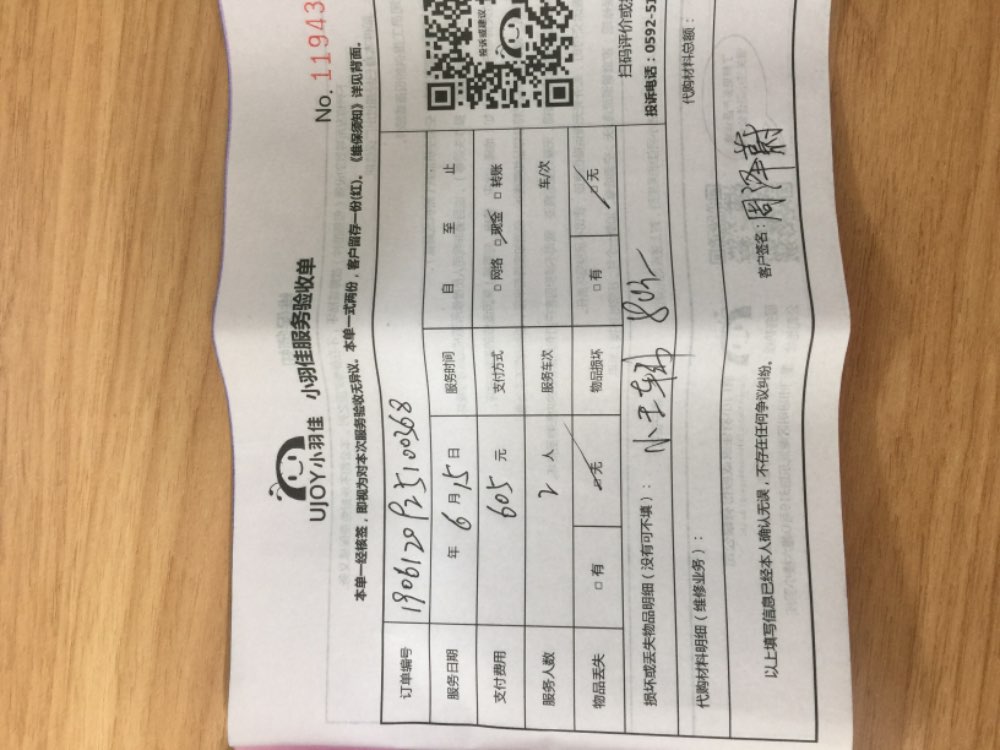 No. 11943
UJOY小羽佳 小羽佳服务验收单
本单一经核签，即视为对本次服务验收无异议。本单一式两份，客户留存一份(红)。《维保须知》详见背面。
订单编号 1906120P25100368
服务日期 年 6月15日 服务时间 自 至 止
支付费用 605 元 支付方式 □ 网络 □ 现金 □ 转账
服务人数 2 人 服务车次 车/次
物品丢失 □ 有 □ 无 物品损坏 □ 有 □ 无
损坏或丢失物品明细（没有可不填）：
投诉或建议
扫码评价或
投诉电话：0592-51
代购材料明细（维修业务）： 代购材料总额：
以上填写信息已经本人确认无误，不存在任何争议纠纷。 客户签名：